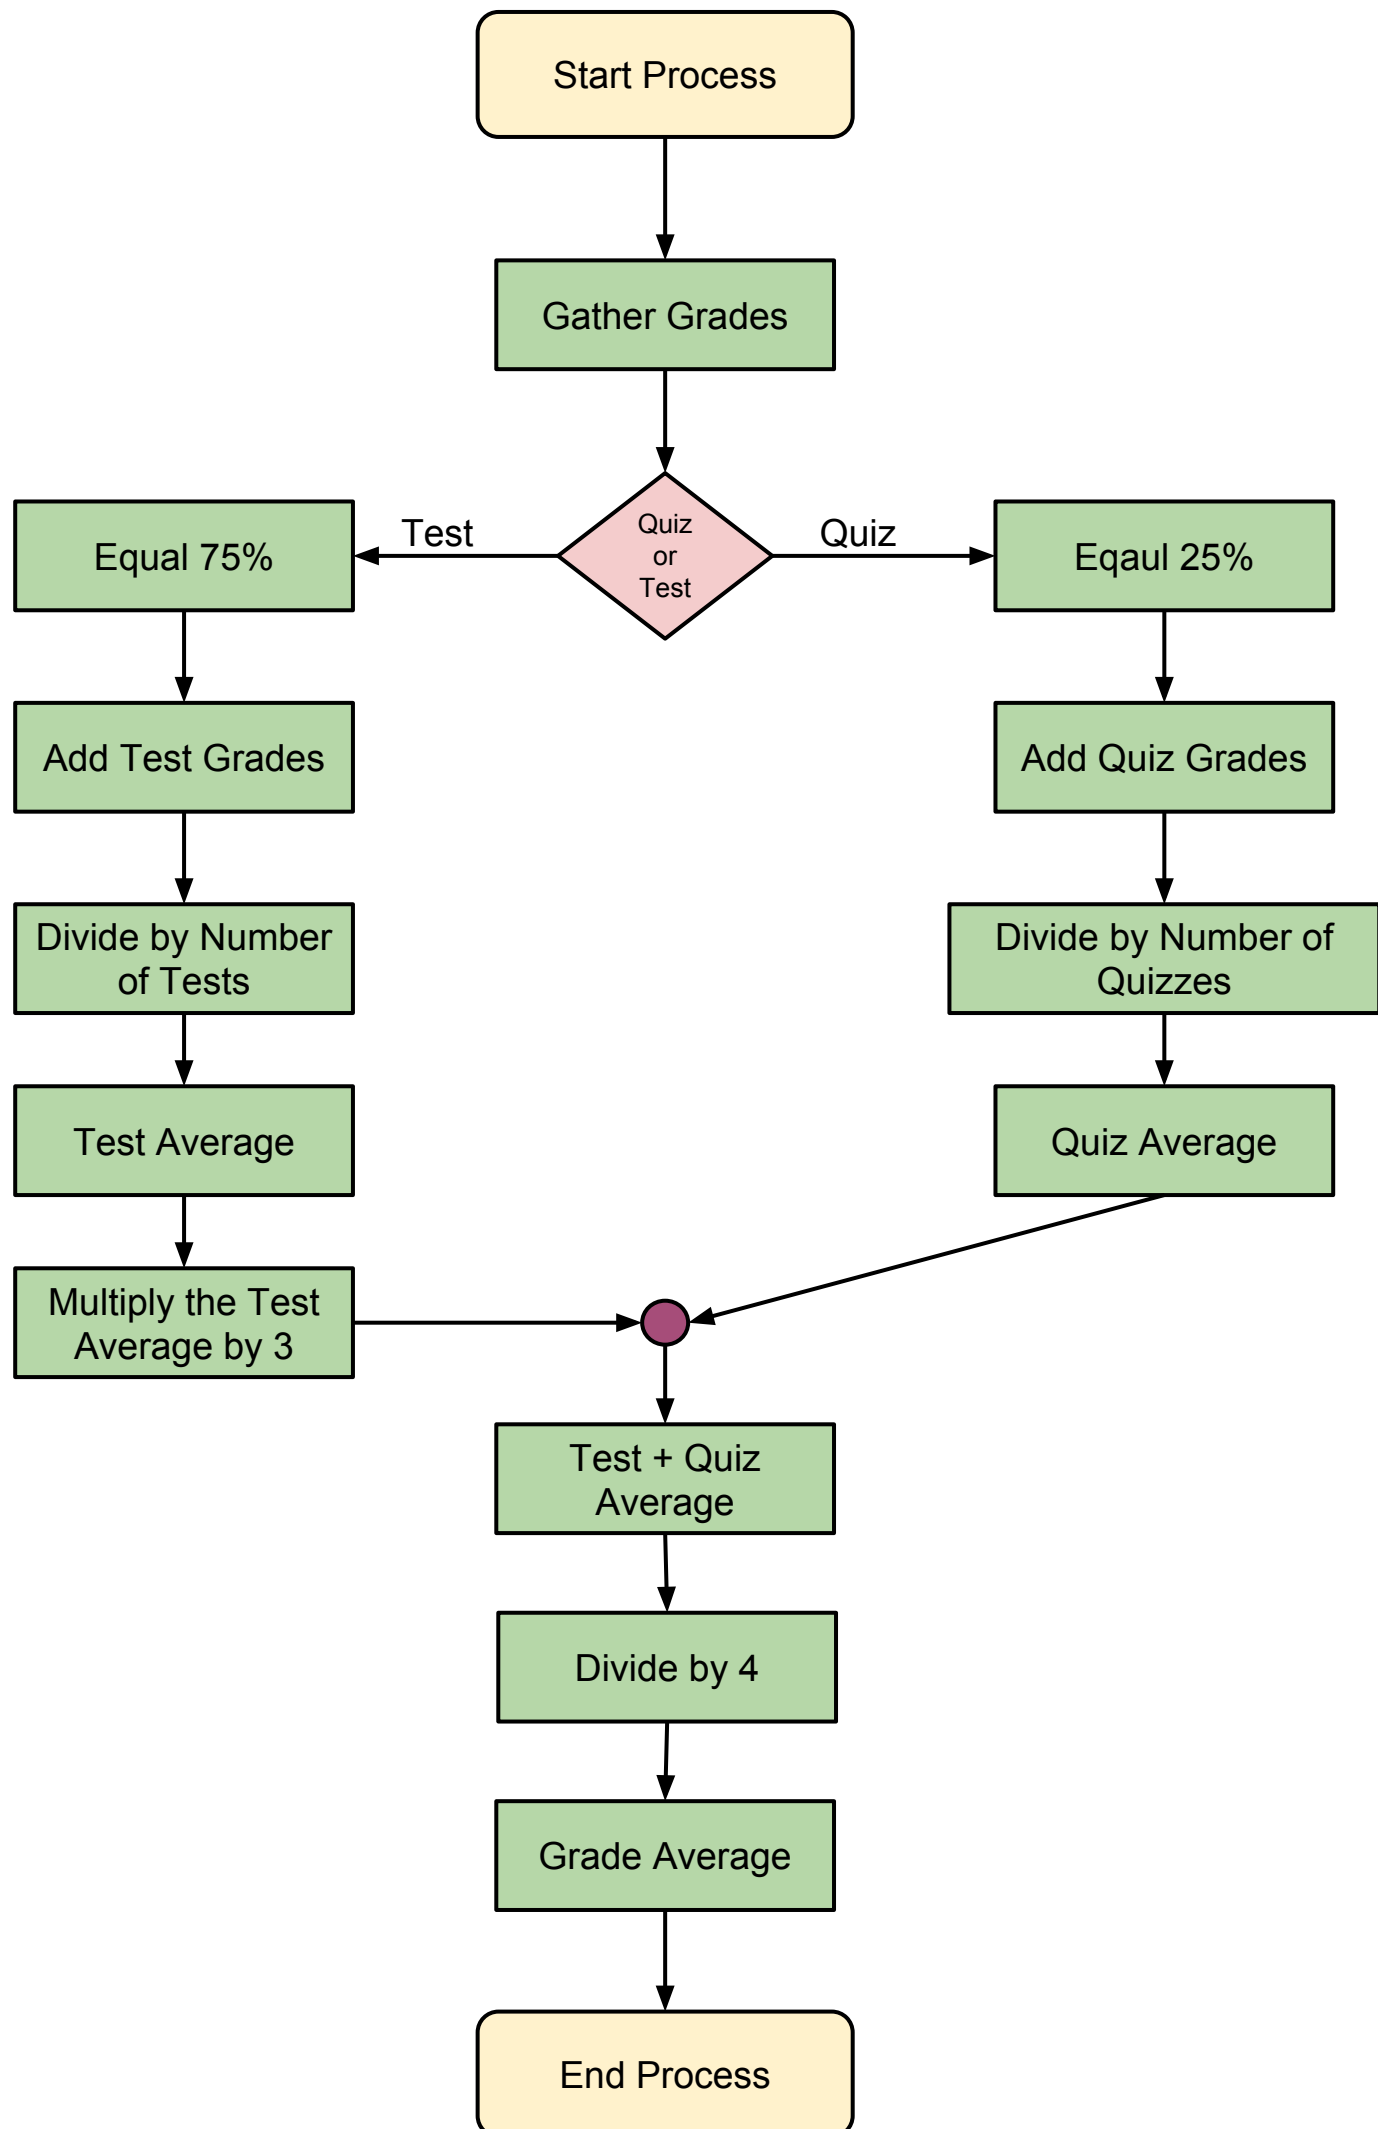 Start Process
Gather Grades
Quiz
or
Test
Test
Quiz
Equal 75%
Eqaul 25%
Add Test Grades
Add Quiz Grades
Divide by Number
of Tests
Divide by Number of
Quizzes
Test Average
Quiz Average
Multiply the Test
Average by 3
Test + Quiz
Average
Divide by 4
Grade Average
End Process